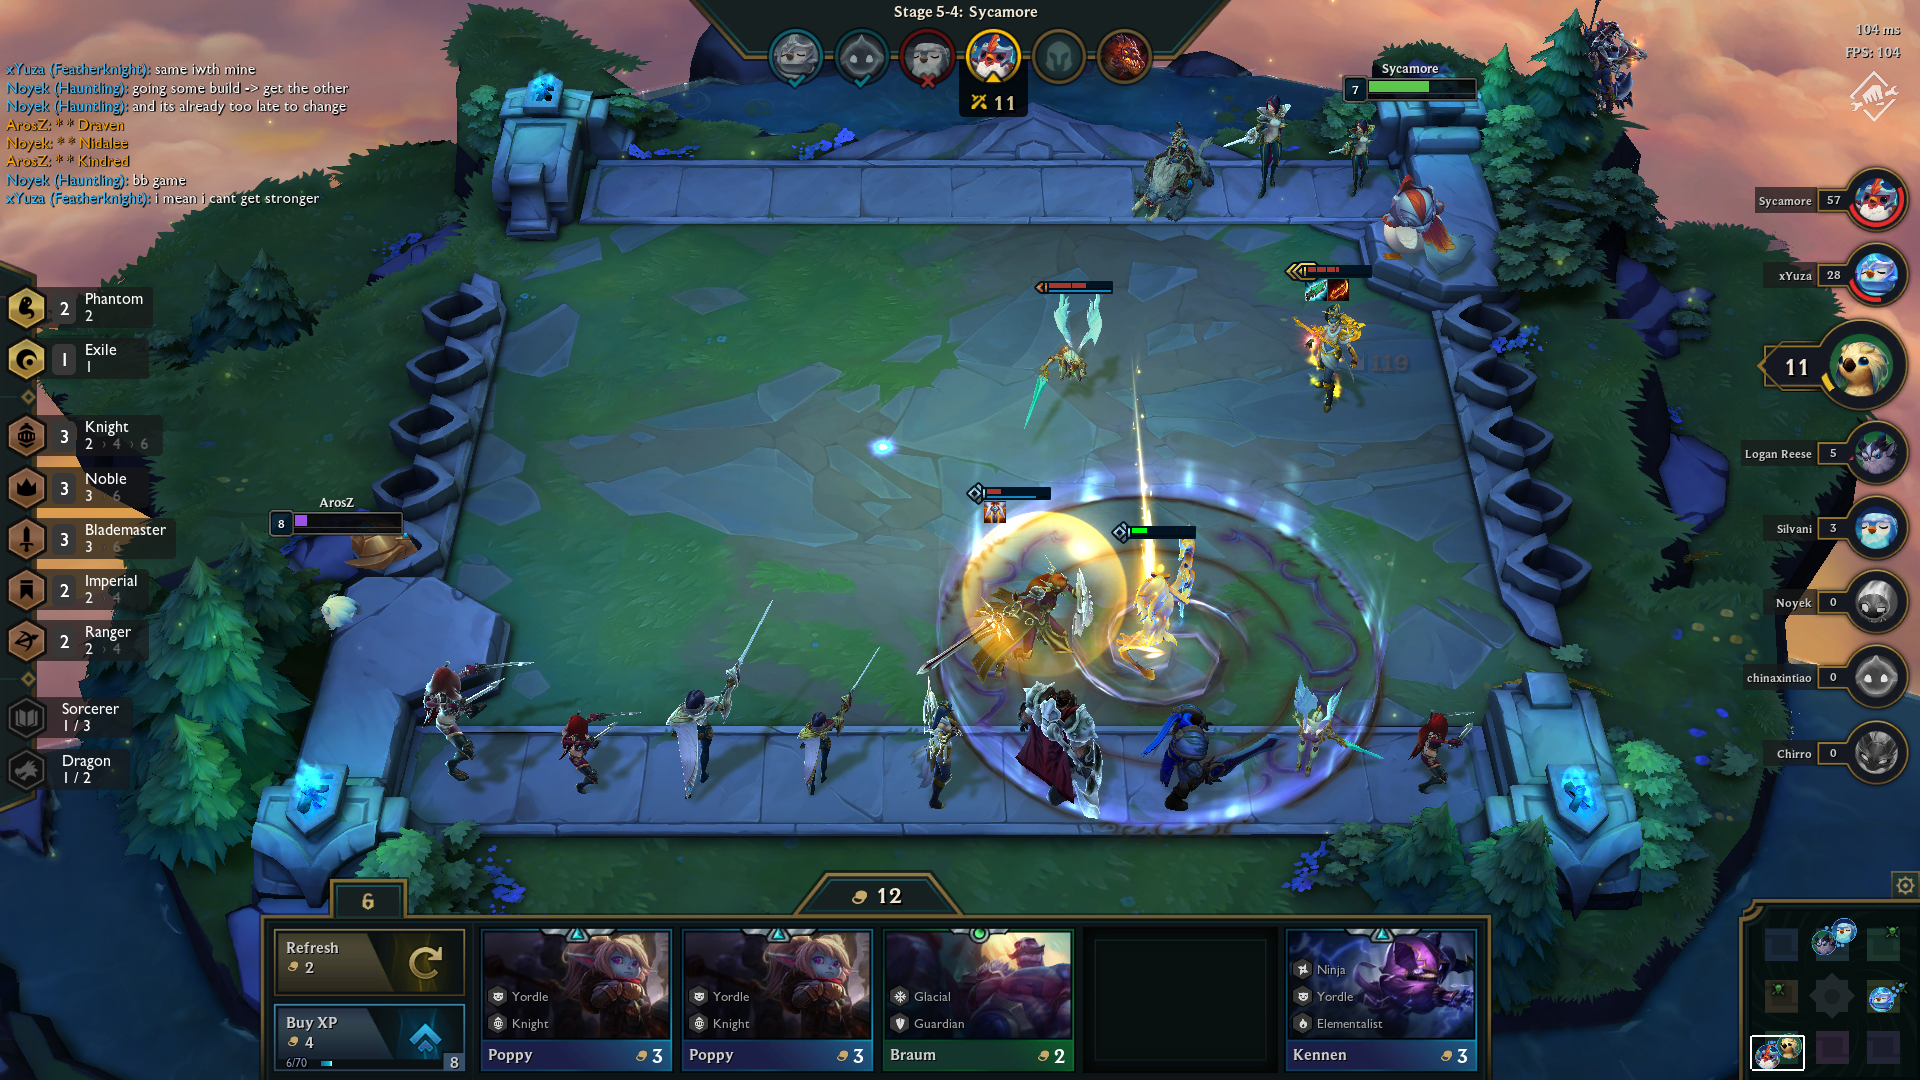 Stage 5-4: Sycamore
11
104 ms
FPS: 104
xYuza (Featherknight): same iwth mine
Noyek (Hauntling): going some build -> get the other
Noyek (Hauntling): and its already too late to change
ArosZ: * * Draven
Noyek: * * Nidalee
ArosZ: * * Kindred
Noyek (Hauntling): bb game
xYuza (Featherknight): i mean i cant get stronger
Sycamore
7
Sycamore 57
xYuza 28
11
Logan Reese 5
Silvani 3
Noyek 0
chinaxintiao 0
Chirro 0
2 Phantom
2
1 Exile
1
3 Knight
2 › 4 › 6
3 Noble
3 › 6
3 Blademaster
3 › 6
2 Imperial
2 › 4
2 Ranger
2 › 4
Sorcerer
1 / 3
Dragon
1 / 2
ArosZ
8
119
6
12
Refresh
2
Buy XP
4
6/70
8
Yordle
Knight
Poppy 3
Yordle
Knight
Poppy 3
Glacial
Guardian
Braum 2
Ninja
Yordle
Elementalist
Kennen 3